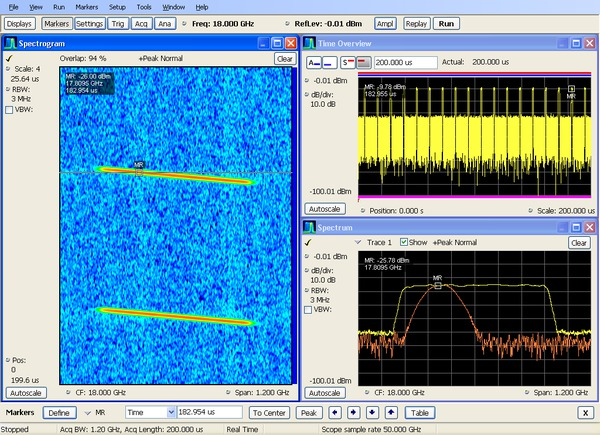 File View Run Markers Setup Tools Window Help
Displays Markers Settings Trig Acq Ana Freq: 18.000 GHz RefLev: -0.01 dBm Ampl Replay Run
Spectrogram
Overlap: 94 % +Peak Normal Clear
Scale: 4
25.64 us
RBW:
3 MHz
VBW:
MR: -26.00 dBm
17.8095 GHz
182.954 us
MR
Pos:
0
199.6 us
Autoscale CF: 18.000 GHz Span: 1.200 GHz
Time Overview
A S 200.000 us Actual: 200.000 us
-0.01 dBm
dB/div:
10.0 dB
MR: -9.78 dBm
182.955 us
MR
-100.01 dBm
Autoscale Position: 0.000 s Scale: 200.000 us
Spectrum
Trace 1 Show +Peak Normal Clear
-0.01 dBm
dB/div:
10.0 dB
RBW:
3 MHz
VBW:
MR: -25.78 dBm
17.8095 GHz
MR
-100.01 dBm
Autoscale CF: 18.000 GHz Span: 1.200 GHz
Markers Define MR Time 182.954 us To Center Peak Table X
Stopped Acq BW: 1.20 GHz, Acq Length: 200.000 us Real Time Scope sample rate 50.000 GHz